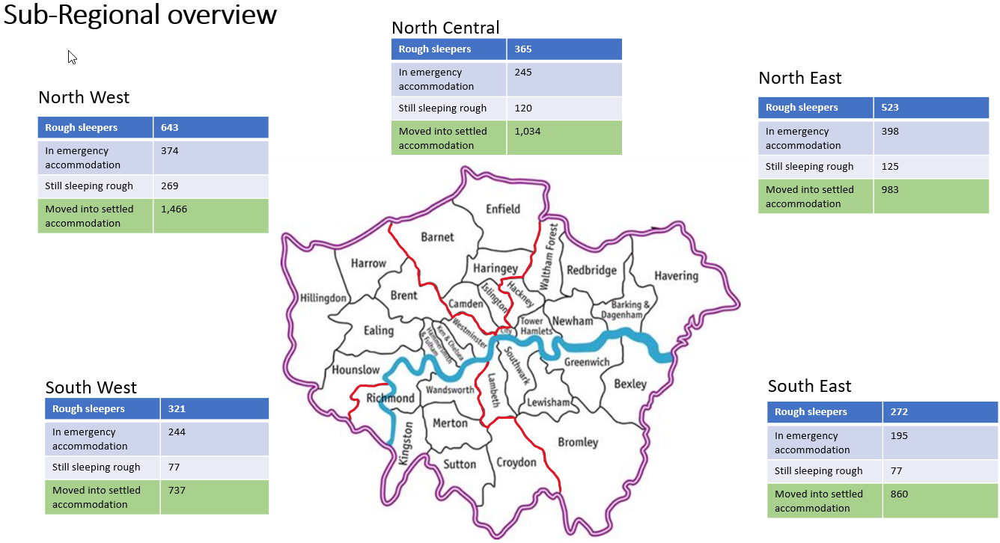 Sub-Regional overview
North Central
Rough sleepers 365
In emergency
accommodation 245
Still sleeping rough 120
Moved into settled
accommodation 1,034
North East
Rough sleepers 523
In emergency
accommodation 398
Still sleeping rough 125
Moved into settled
accommodation 983
North West
Rough sleepers 643
In emergency
accommodation 374
Still sleeping rough 269
Moved into settled
accommodation 1,466
Enfield
Barnet
Harrow
Haringey
Waltham Forest
Redbridge
Havering
Hillingdon
Brent
Camden
Islington
Hackney
Barking &
Dagenham
Ealing
Hammersmith
& Fulham
Ken & Chelsea
Westminster
City
Tower
Hamlets
Newham
Hounslow
Richmond
Wandsworth
Lambeth
Southwark
Greenwich
Lewisham
Bexley
Kingston
Merton
Sutton
Croydon
Bromley
South West
Rough sleepers 321
In emergency
accommodation 244
Still sleeping rough 77
Moved into settled
accommodation 737
South East
Rough sleepers 272
In emergency
accommodation 195
Still sleeping rough 77
Moved into settled
accommodation 860